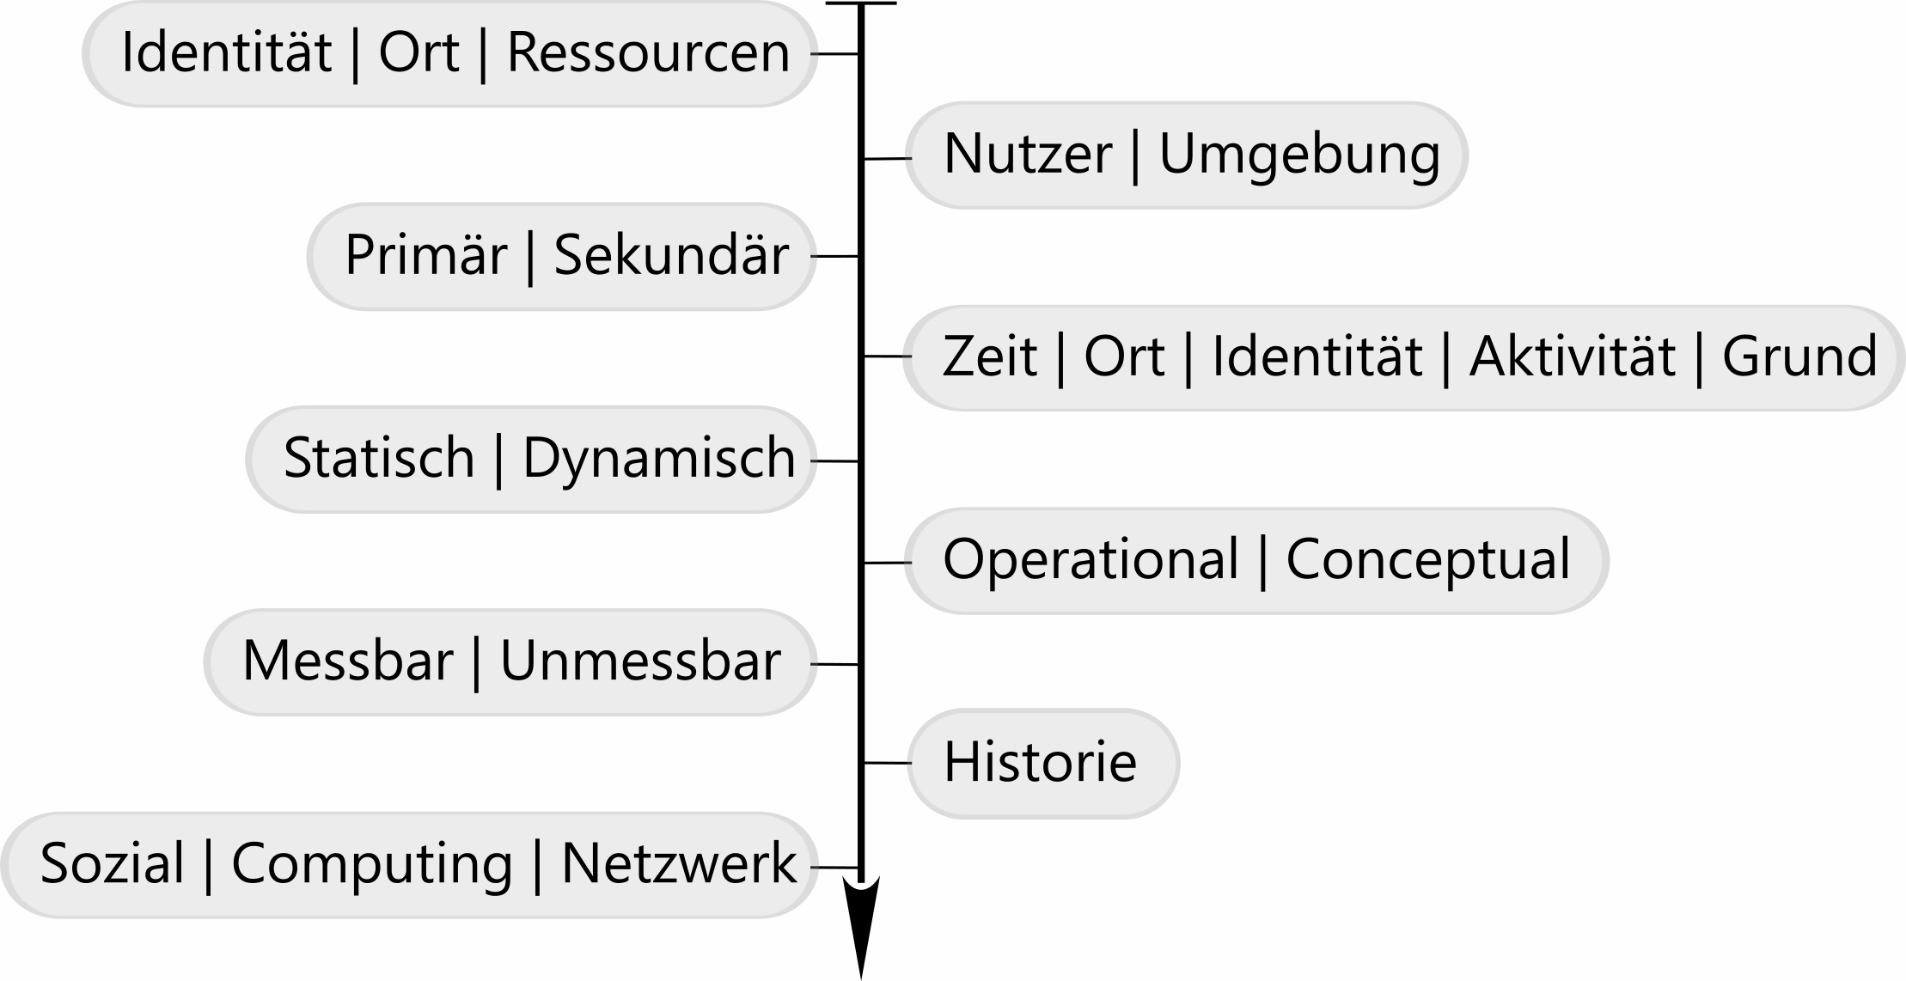 Identität | Ort | Ressourcen
Nutzer | Umgebung
Primär | Sekundär
Zeit | Ort | Identität | Aktivität | Grund
Statisch | Dynamisch
Operational | Conceptual
Messbar | Unmessbar
Historie
Sozial | Computing | Netzwerk